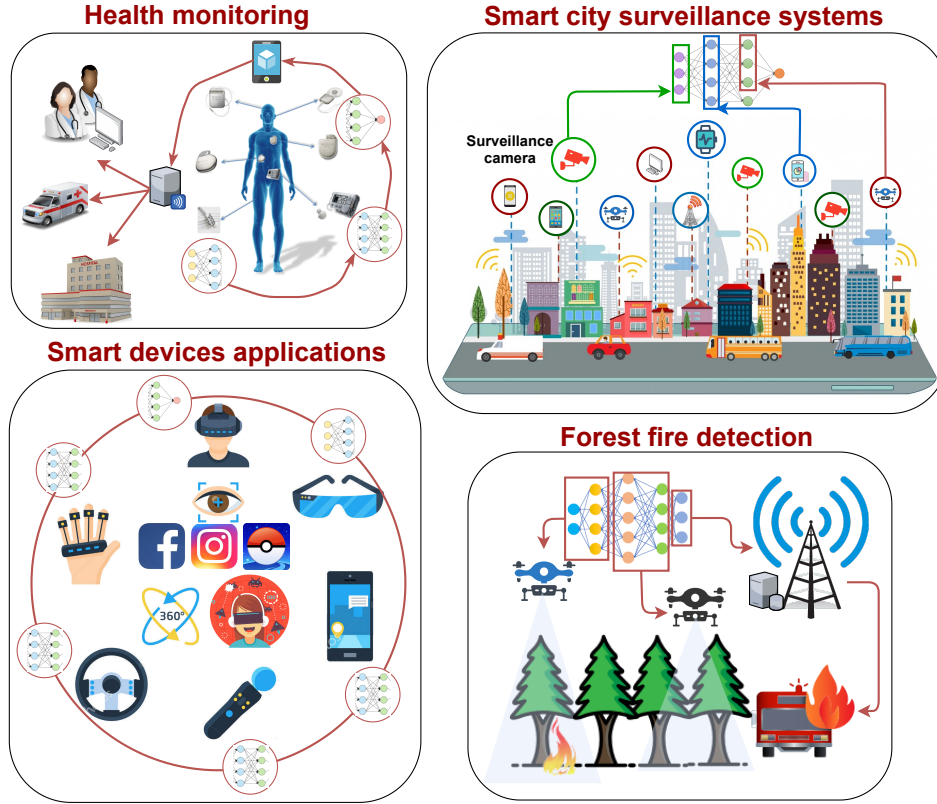 Health monitoring
Smart city surveillance systems
Surveillance
camera
Smart devices applications
360°
Forest fire detection